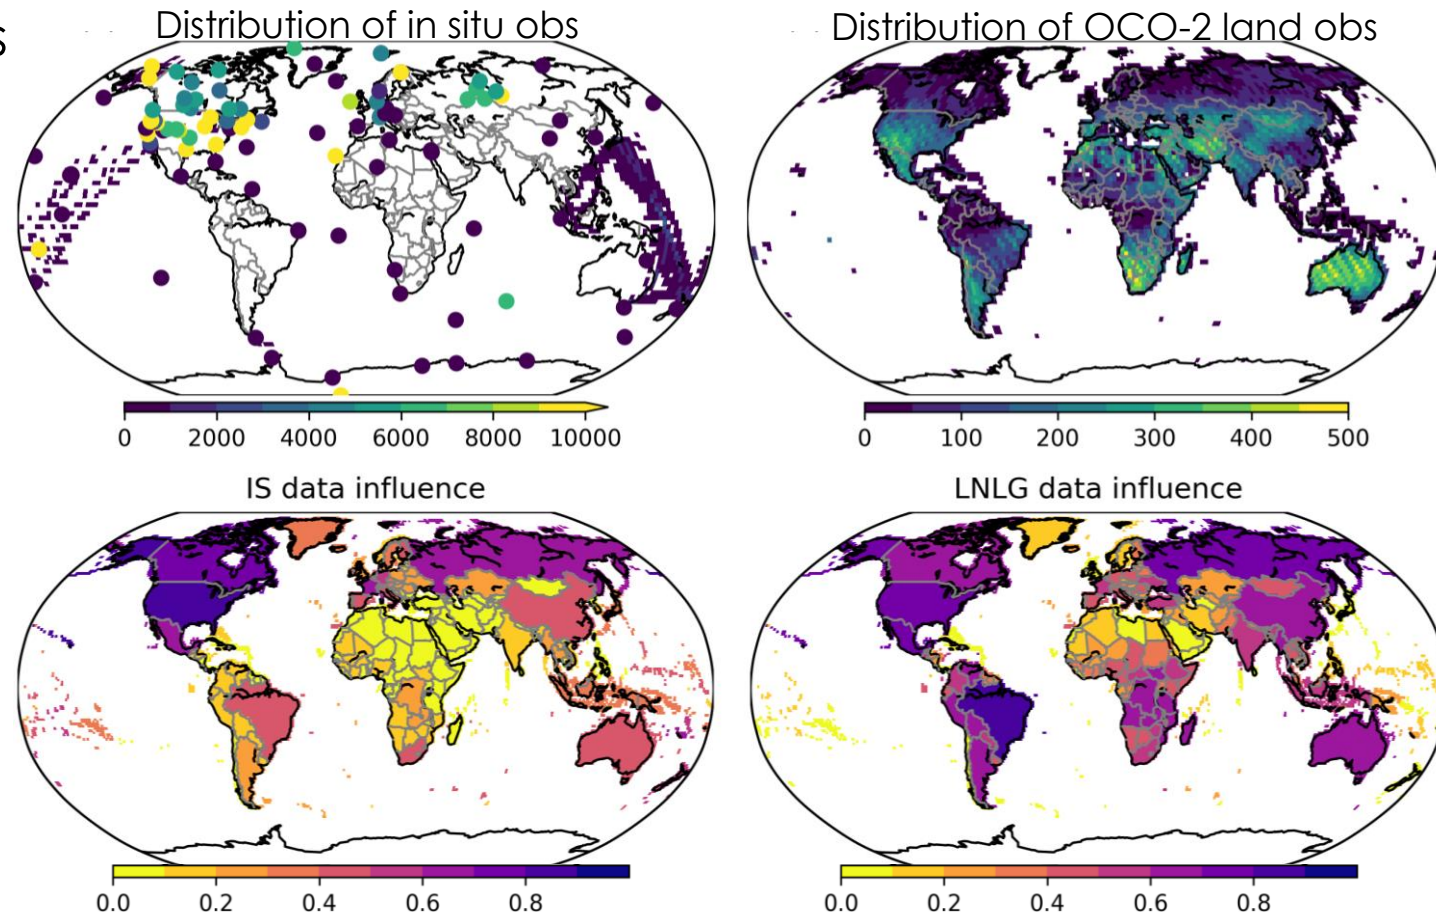 s
Distribution of in situ obs
Distribution of OCO-2 land obs
0 2000 4000 6000 8000 10000
0 100 200 300 400 500
IS data influence
LNLG data influence
0.0 0.2 0.4 0.6 0.8
0.0 0.2 0.4 0.6 0.8